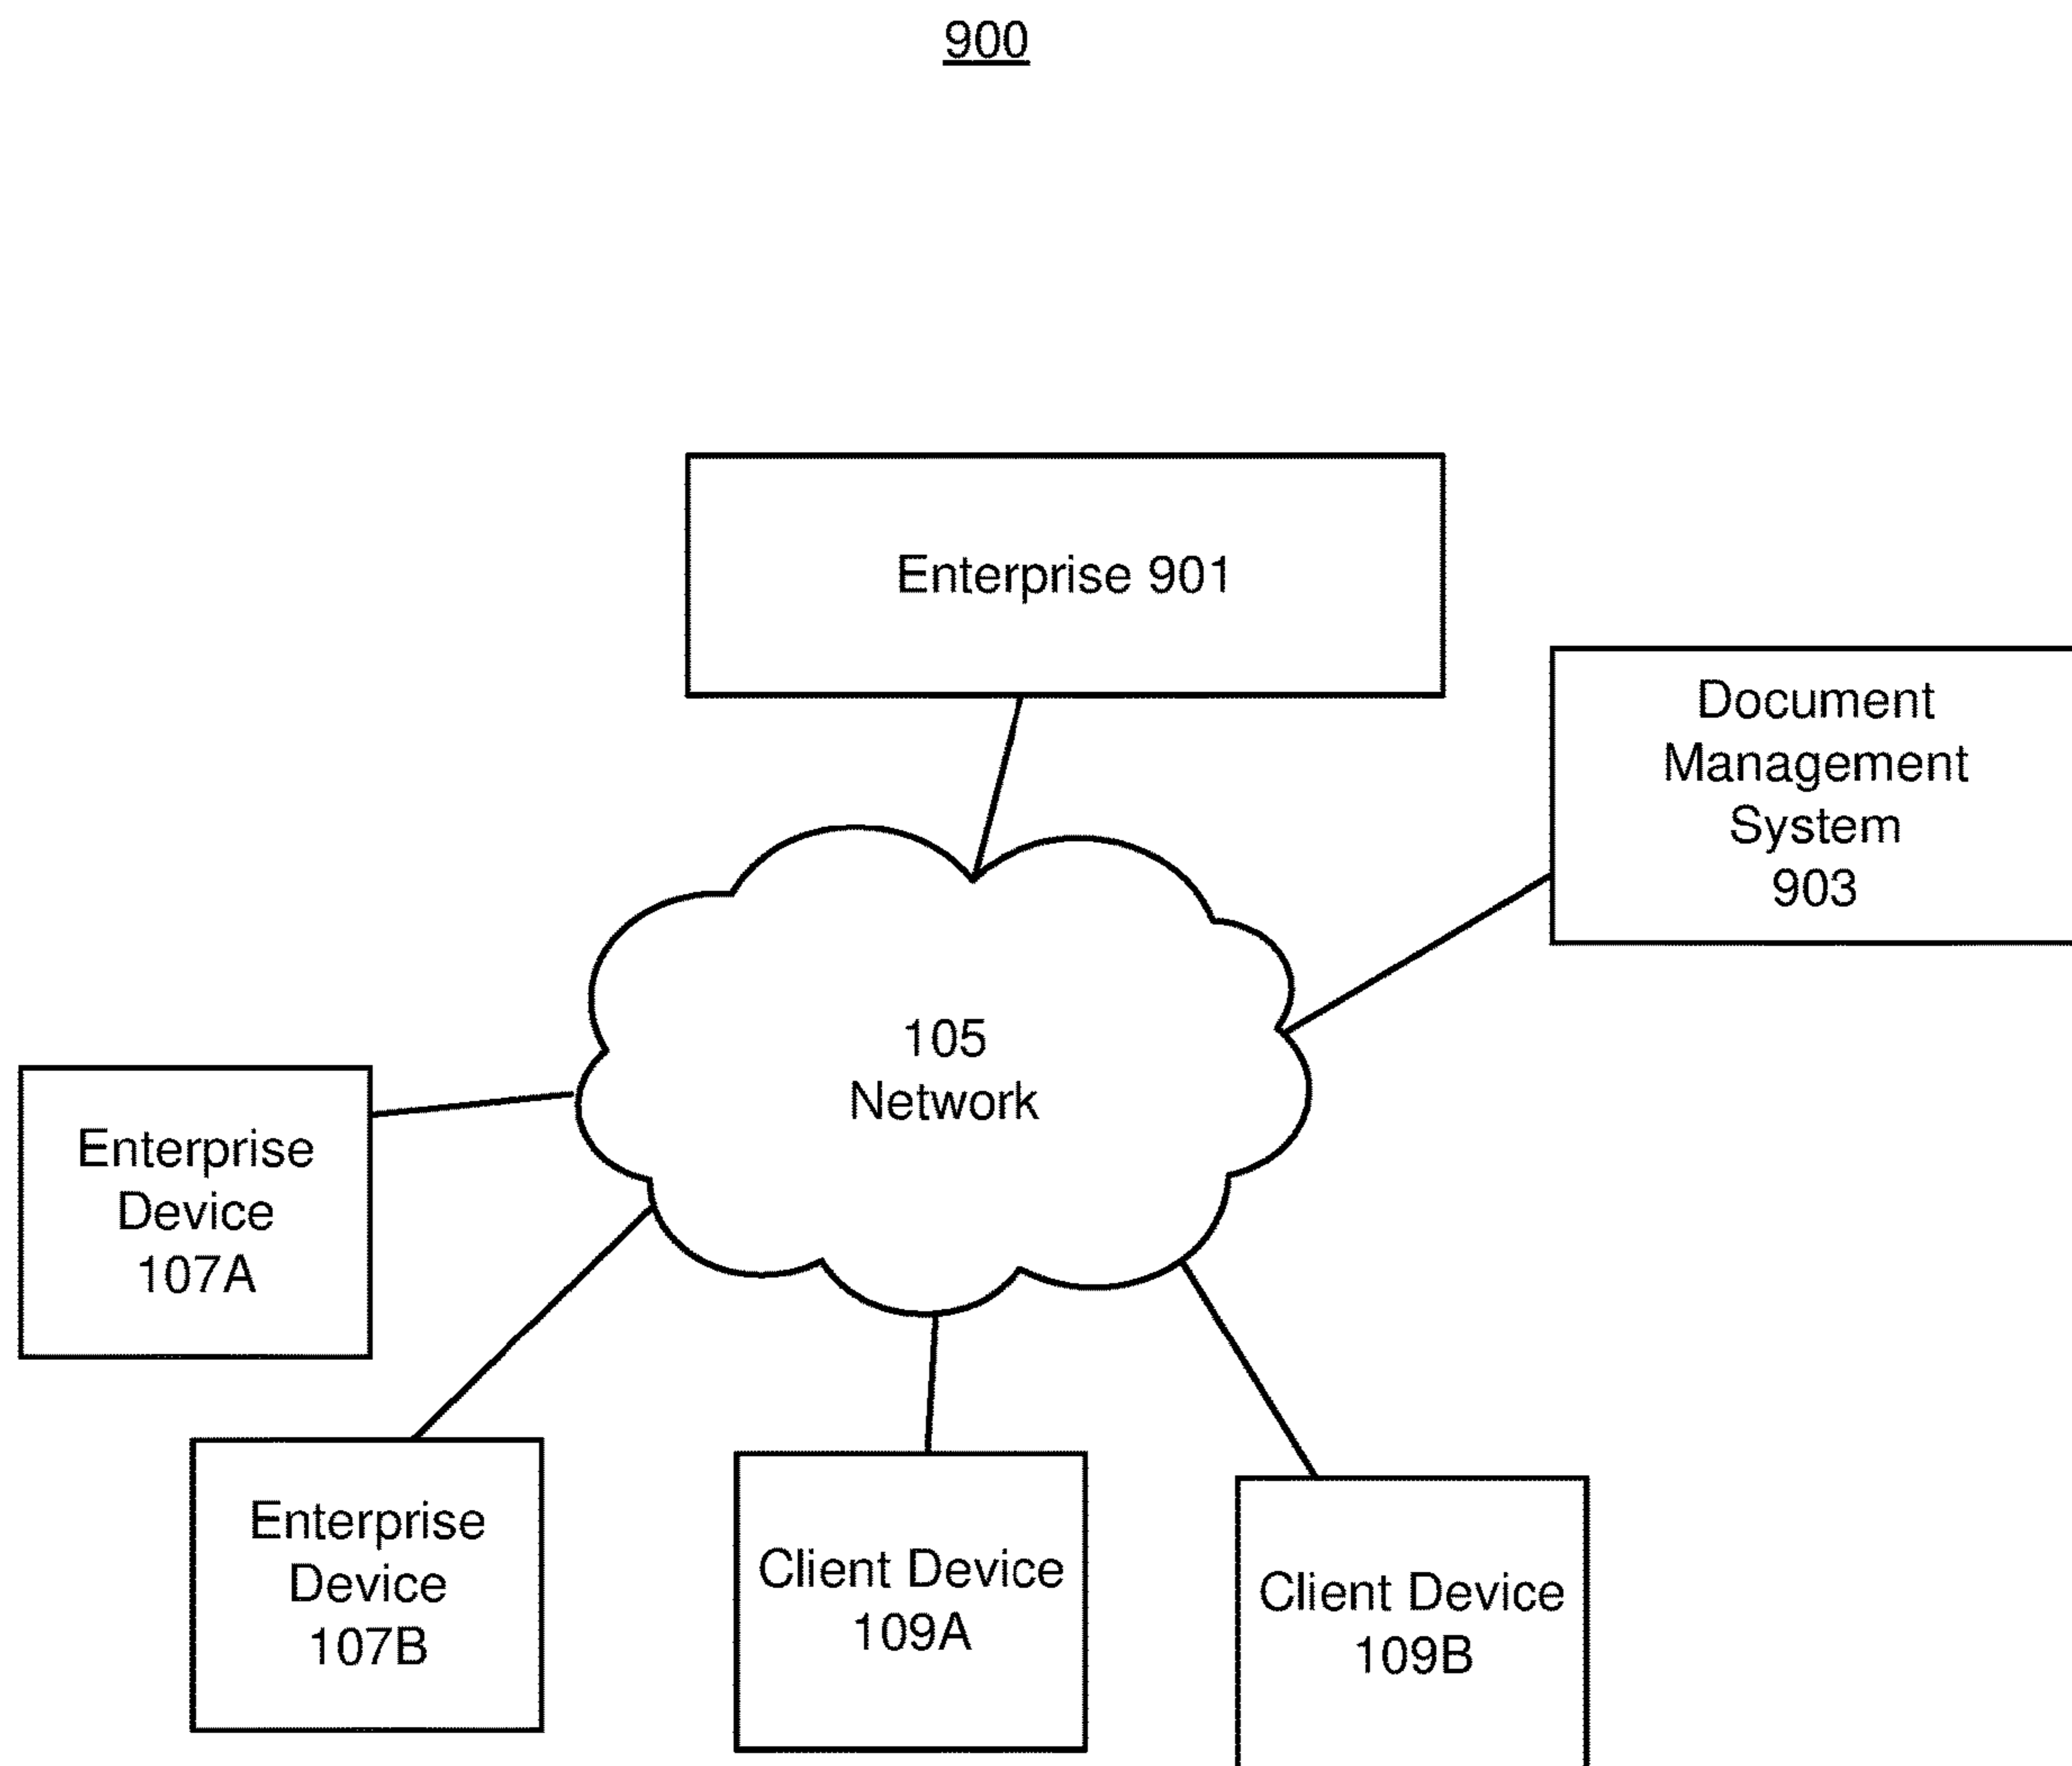 900
Enterprise 901
Document
Management
System
903
105
Network
Enterprise
Device
107A
Enterprise
Device
107B
Client Device
109A
Client Device
109B